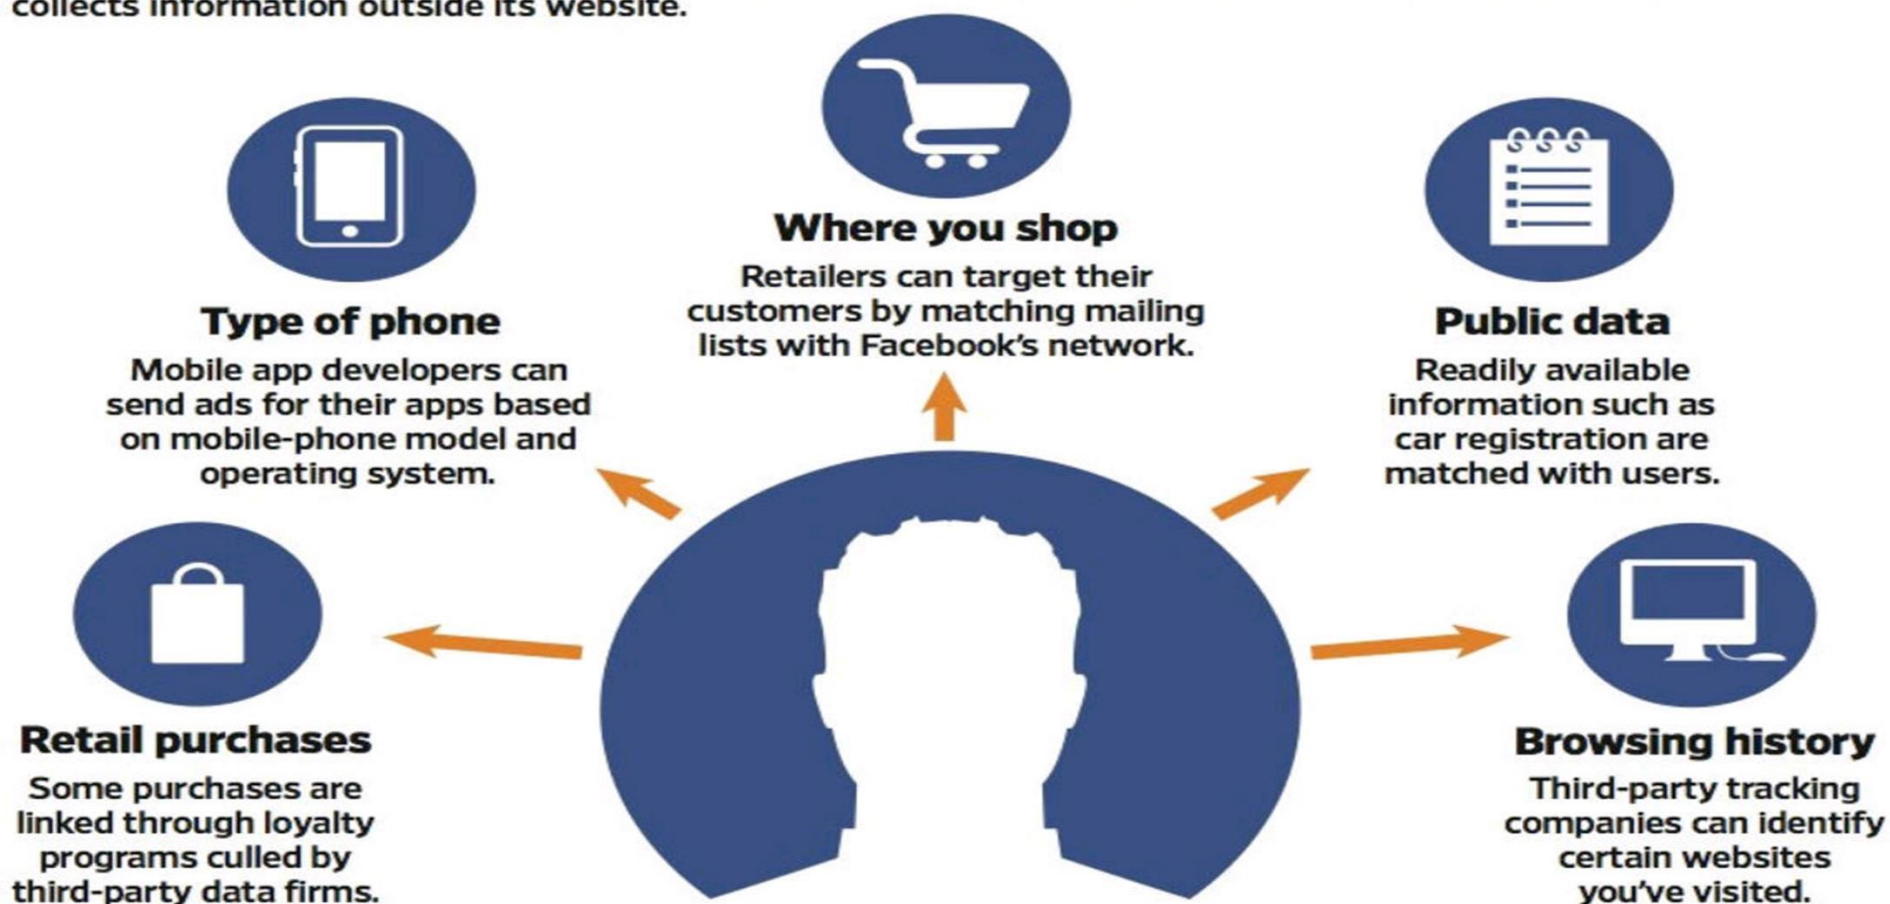 collects information outside its website.
Where you shop
Retailers can target their
customers by matching mailing
lists with Facebook's network.
Type of phone
Mobile app developers can
send ads for their apps based
on mobile-phone model and
operating system.
Public data
Readily available
information such as
car registration are
matched with users.
Retail purchases
Some purchases are
linked through loyalty
programs culled by
third-party data firms.
Browsing history
Third-party tracking
companies can identify
certain websites
you've visited.